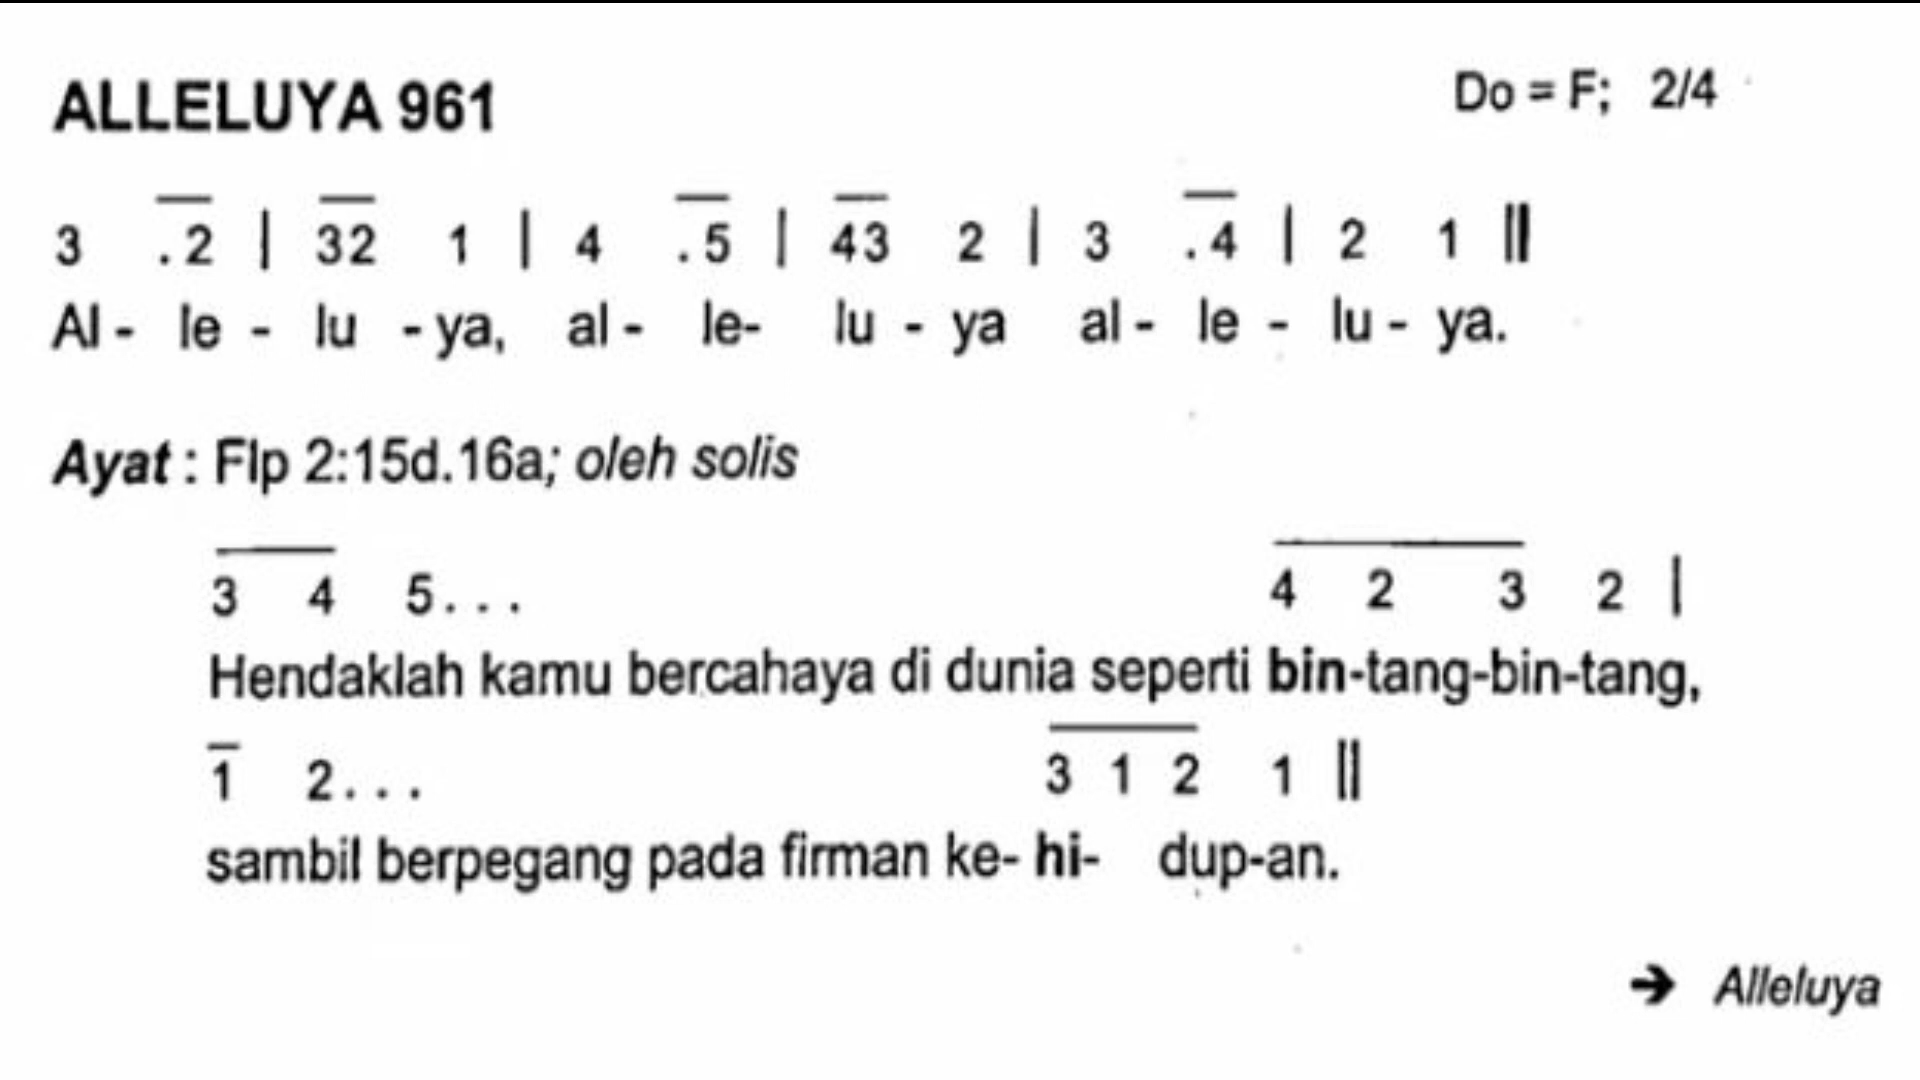 ALLELUYA 961 Do = F; 2/4
3 .2 | 32 1 | 4 .5 | 43 2 | 3 .4 | 2 1 ||
Al - le - lu - ya, al - le- lu - ya al - le - lu - ya.
Ayat : Flp 2:15d.16a; oleh solis
3 4 5... 4 2 3 2 |
Hendaklah kamu bercahaya di dunia seperti bin-tang-bin-tang,
1 2... 3 1 2 1 ||
sambil berpegang pada firman ke- hi- dup-an.
→ Alleluya